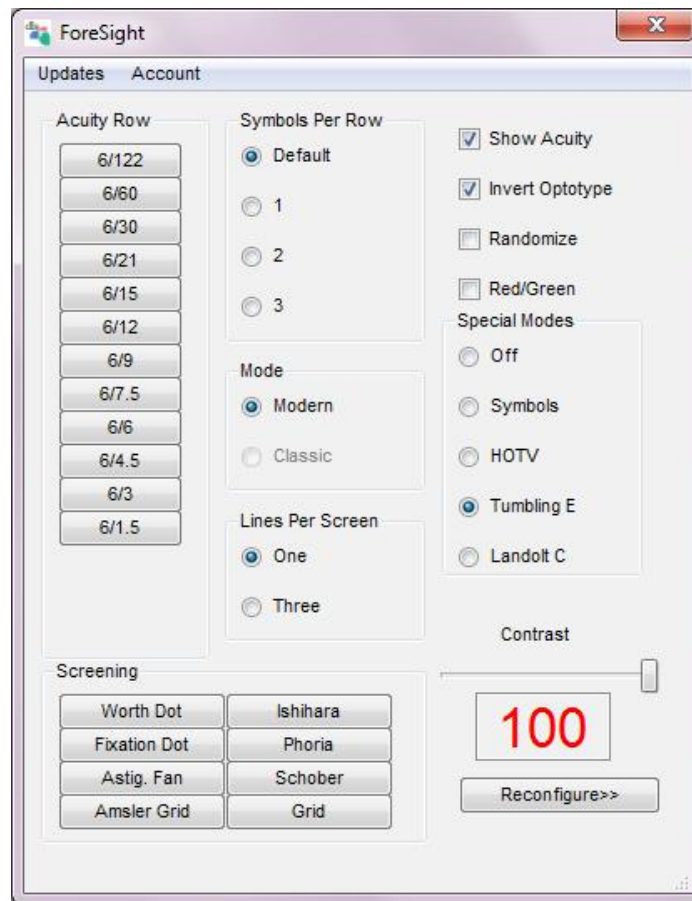 ForeSight
Updates Account
Acuity Row
6/122
6/60
6/30
6/21
6/15
6/12
6/9
6/7.5
6/6
6/4.5
6/3
6/1.5
Symbols Per Row
Default
1
2
3
Mode
Modern
Classic
Lines Per Screen
One
Three
Show Acuity
Invert Optotype
Randomize
Red/Green
Special Modes
Off
Symbols
HOTV
Tumbling E
Landolt C
Screening
Worth Dot Ishihara
Fixation Dot Phoria
Astig. Fan Schober
Amsler Grid Grid
Contrast
100
Reconfigure>>